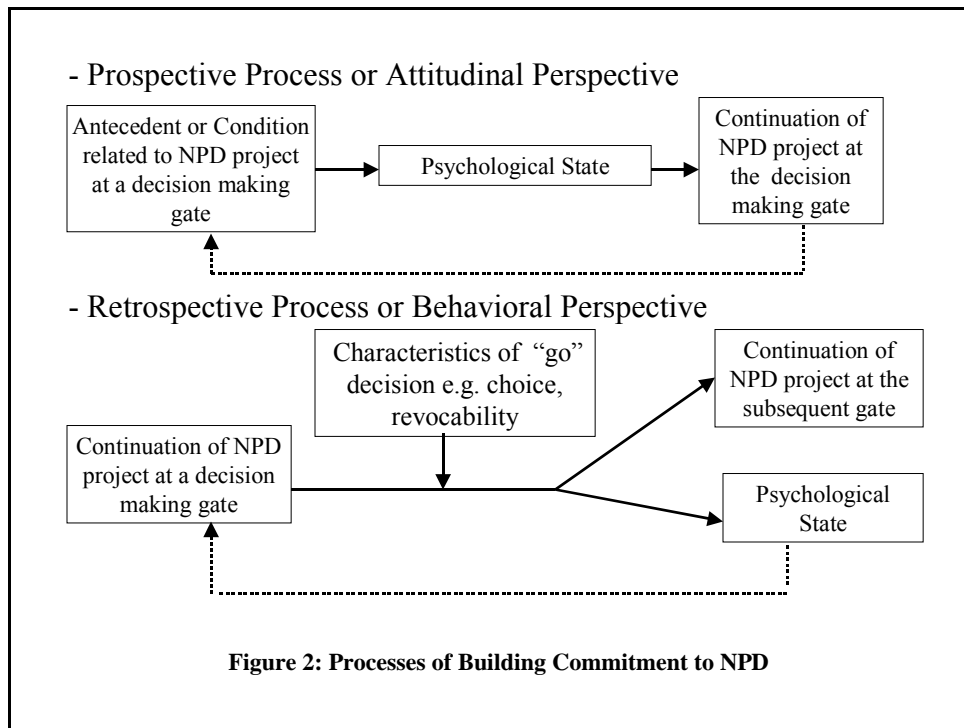 - Prospective Process or Attitudinal Perspective
Antecedent or Condition
related to NPD project
at a decision making
gate
Psychological State
Continuation of
NPD project at
the decision
making gate
- Retrospective Process or Behavioral Perspective
Characteristics of “go”
decision e.g. choice,
revocability
Continuation of
NPD project at the
subsequent gate
Continuation of NPD
project at a decision
making gate
Psychological
State
Figure 2: Processes of Building Commitment to NPD